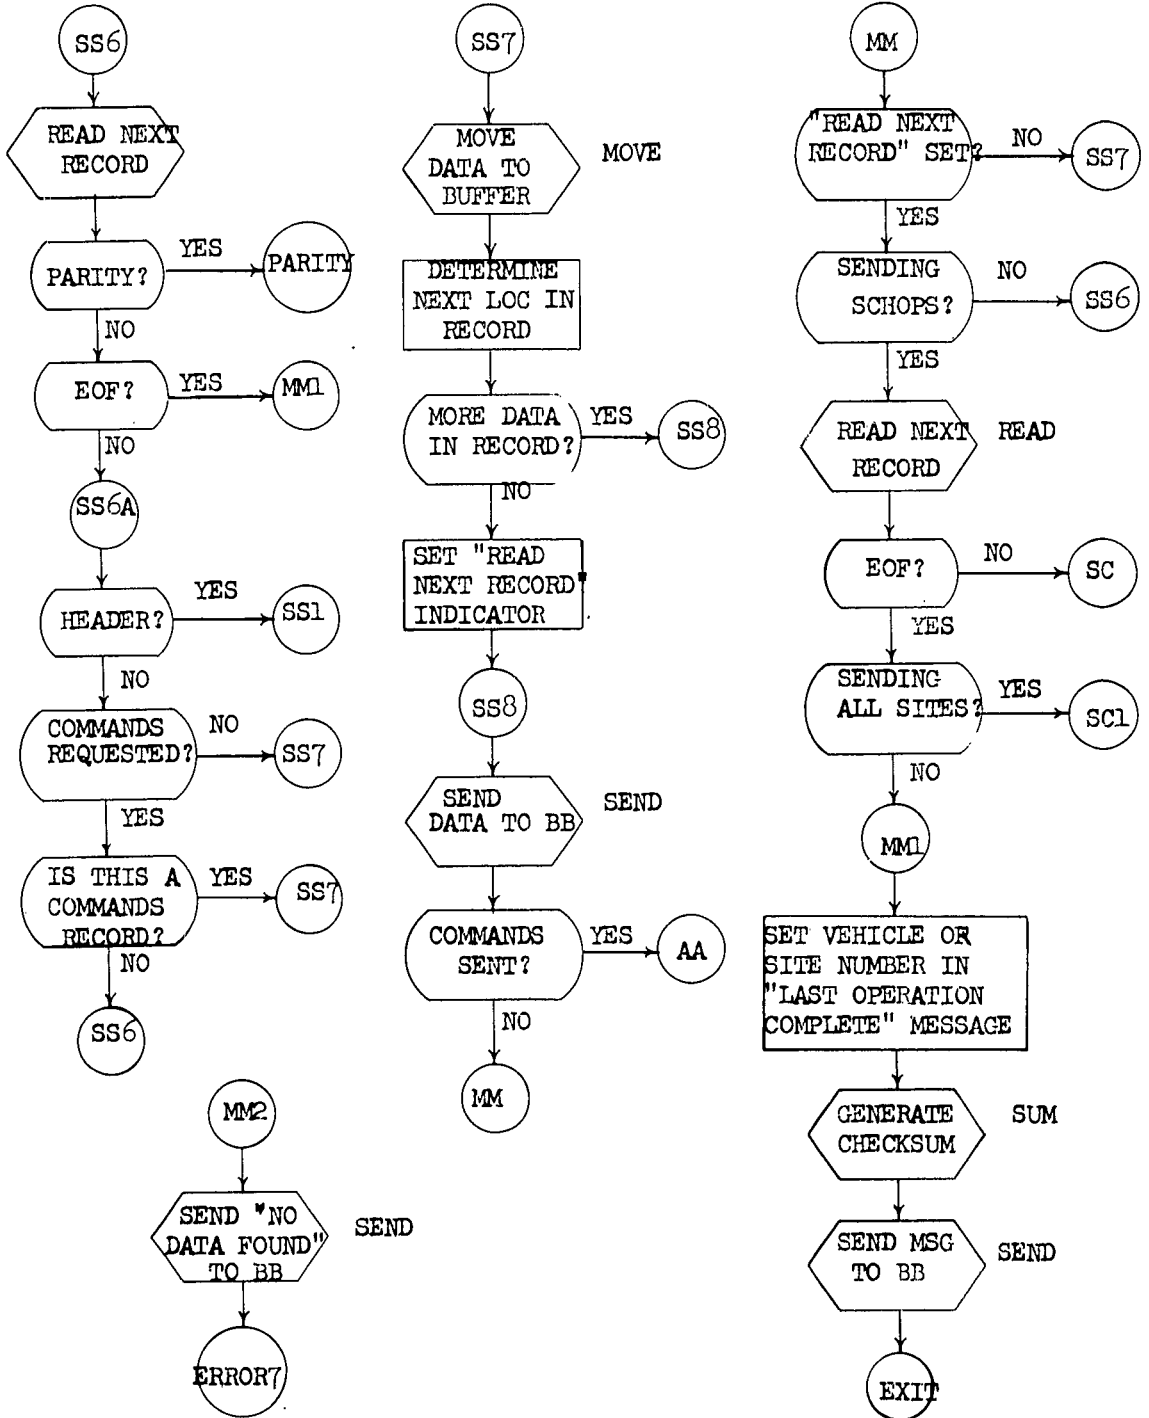 SS6
READ NEXT
RECORD
PARITY?
YES
PARITY
NO
EOF?
YES
MM1
NO
SS6A
HEADER?
YES
SS1
NO
COMMANDS
REQUESTED?
NO
SS7
YES
IS THIS A
COMMANDS
RECORD?
YES
SS7
NO
SS6
MM2
SEND "NO
DATA FOUND"
TO BB
SEND
ERROR7
SS7
MOVE
DATA TO
BUFFER
MOVE
DETERMINE
NEXT LOC IN
RECORD
MORE DATA
IN RECORD?
YES
SS8
NO
SET "READ
NEXT RECORD"
INDICATOR
SS8
SEND
DATA TO BB
SEND
COMMANDS
SENT?
YES
AA
NO
MM
MM
"READ NEXT
RECORD" SET?
NO
SS7
YES
SENDING
SCHOPS?
NO
SS6
YES
READ NEXT
RECORD
READ
EOF?
NO
SC
YES
SENDING
ALL SITES?
YES
SC1
NO
MM1
SET VEHICLE OR
SITE NUMBER IN
"LAST OPERATION
COMPLETE" MESSAGE
GENERATE
CHECKSUM
SUM
SEND MSG
TO BB
SEND
EXIT